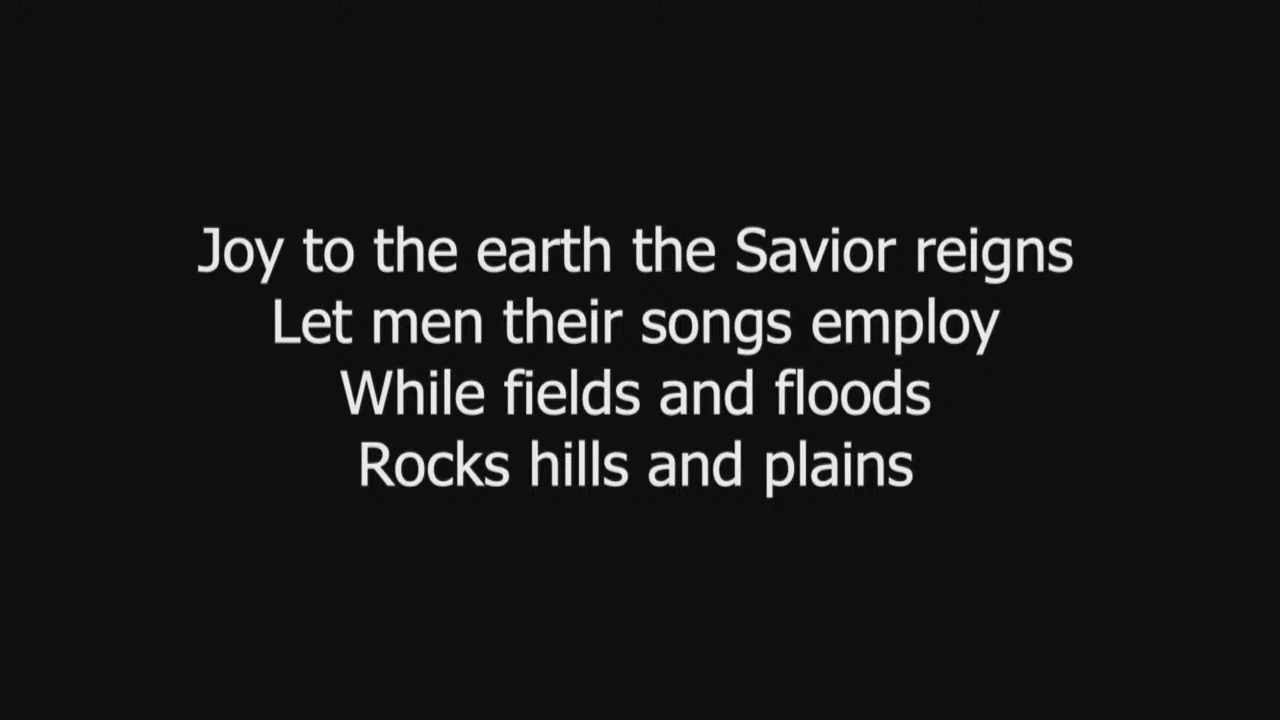 Joy to the earth the Savior reigns
Let men their songs employ
While fields and floods
Rocks hills and plains